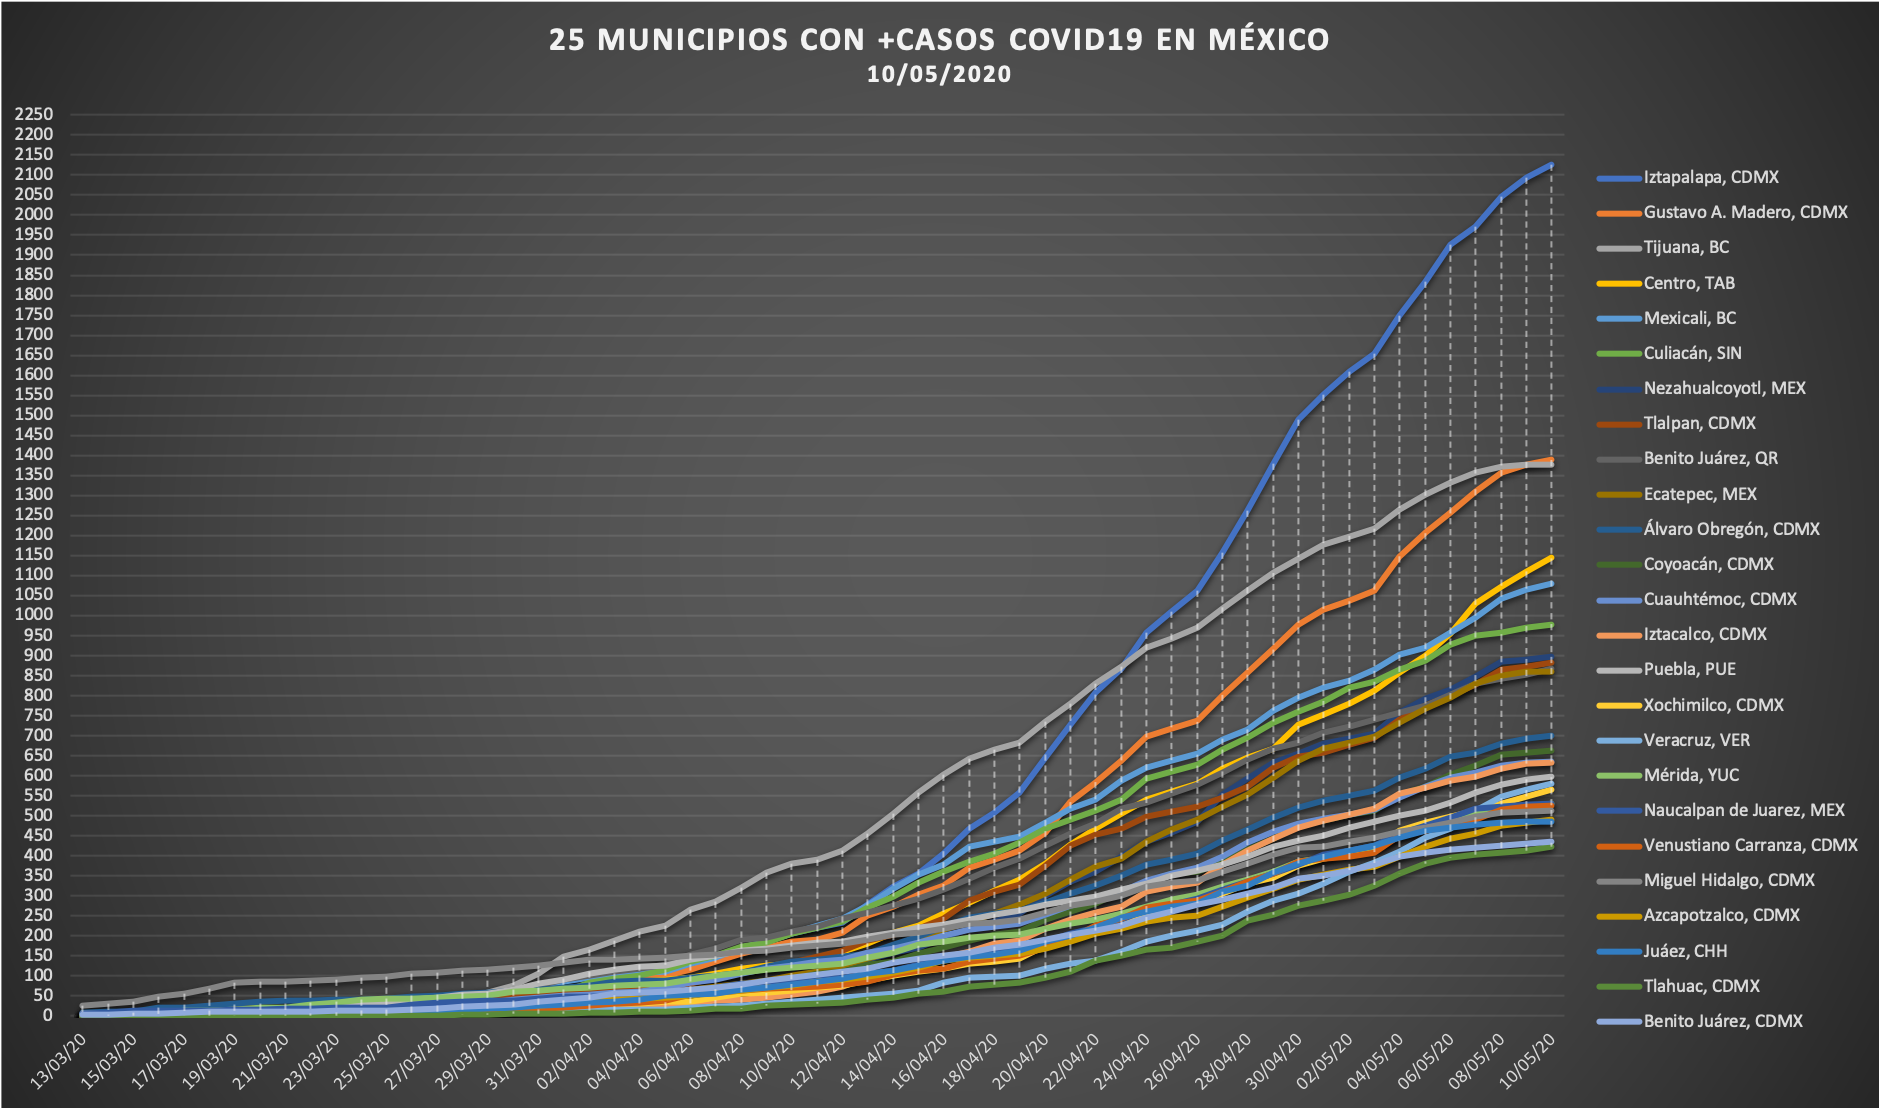 25 MUNICIPIOS CON +CASOS COVID19 EN MÉXICO
10/05/2020
2250
2200
2150
2100
2050
2000
1950
1900
1850
1800
1750
1700
1650
1600
1550
1500
1450
1400
1350
1300
1250
1200
1150
1100
1050
1000
950
900
850
800
750
700
650
600
550
500
450
400
350
300
250
200
150
100
50
0
13/03/20
15/03/20
17/03/20
19/03/20
21/03/20
23/03/20
25/03/20
27/03/20
29/03/20
31/03/20
02/04/20
04/04/20
06/04/20
08/04/20
10/04/20
12/04/20
14/04/20
16/04/20
18/04/20
20/04/20
22/04/20
24/04/20
26/04/20
28/04/20
30/04/20
02/05/20
04/05/20
06/05/20
08/05/20
10/05/20
Iztapalapa, CDMX
Gustavo A. Madero, CDMX
Tijuana, BC
Centro, TAB
Mexicali, BC
Culiacán, SIN
Nezahualcoyotl, MEX
Tlalpan, CDMX
Benito Juárez, QR
Ecatepec, MEX
Álvaro Obregón, CDMX
Coyoacán, CDMX
Cuauhtémoc, CDMX
Iztacalco, CDMX
Puebla, PUE
Xochimilco, CDMX
Veracruz, VER
Mérida, YUC
Naucalpan de Juarez, MEX
Venustiano Carranza, CDMX
Miguel Hidalgo, CDMX
Azcapotzalco, CDMX
Juáez, CHH
Tlahuac, CDMX
Benito Juárez, CDMX